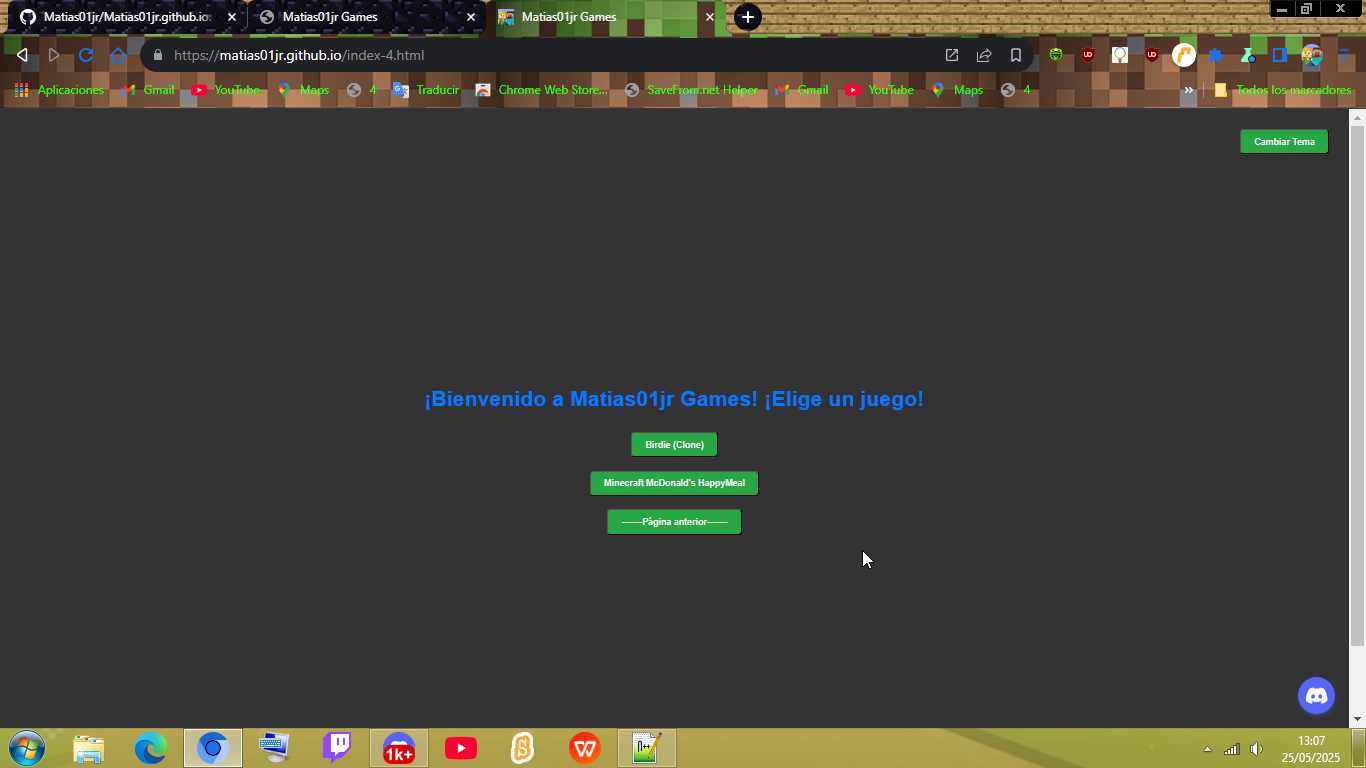 Matias01jr/Matias01jr.github.io:
Matias01jr Games
Matias01jr Games
https://matias01jr.github.io/index-4.html
Aplicaciones
Gmail
YouTube
Maps
4
Traducir
Chrome Web Store...
SaveFrom.net Helper
Gmail
YouTube
Maps
4
»
Todos los marcadores
Cambiar Tema
¡Bienvenido a Matias01jr Games! ¡Elige un juego!
Birdie (Clone)
Minecraft McDonald's HappyMeal
-------Página anterior-------
1k+
13:07
25/05/2025